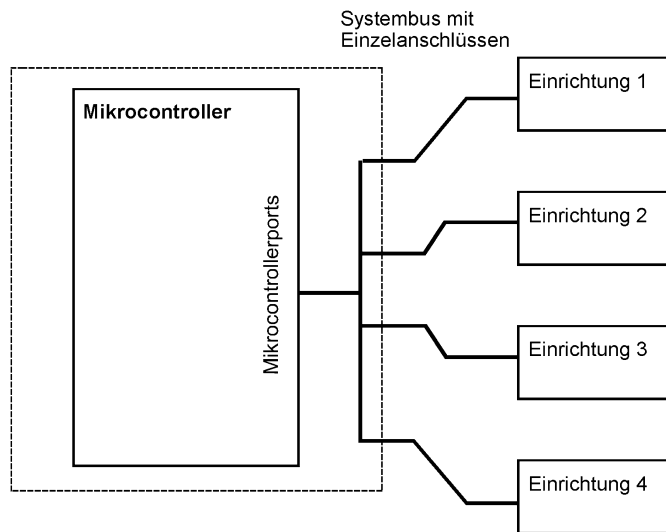 Systembus mit
Einzelanschlüssen
Mikrocontroller
Mikrocontrollerports
Einrichtung 1
Einrichtung 2
Einrichtung 3
Einrichtung 4